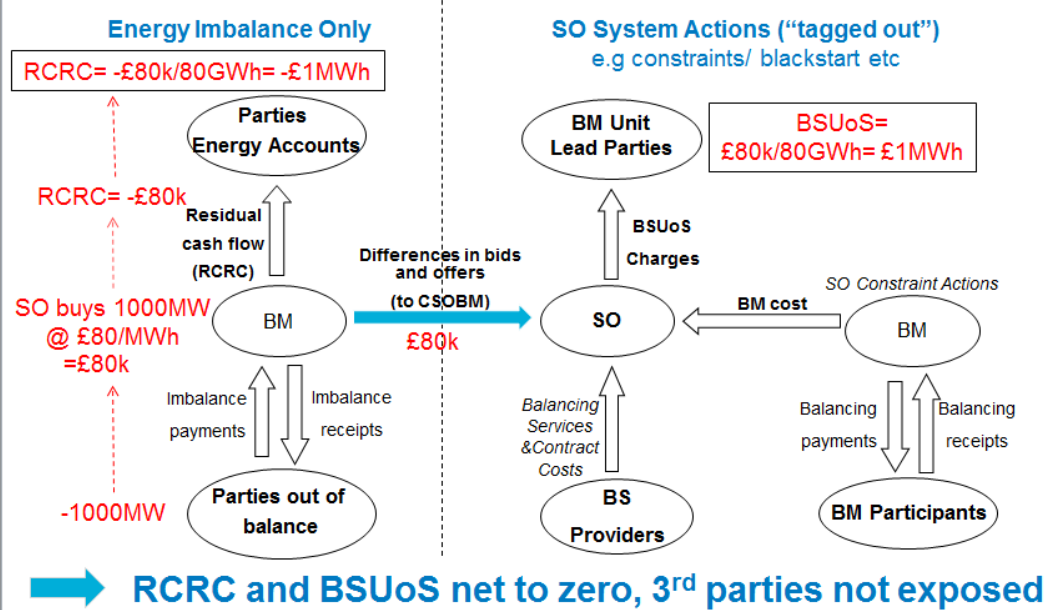 Energy Imbalance Only
RCRC= -£80k/80GWh= -£1MWh
Parties
Energy Accounts
RCRC= -£80k
Residual
cash flow
(RCRC)
SO buys 1000MW
@ £80/MWh
=£80k
BM
Imbalance
payments
Imbalance
receipts
-1000MW
Parties out of
balance
Differences in bids
and offers
(to CSOBM)
£80k
SO System Actions (“tagged out”)
e.g constraints/ blackstart etc
BM Unit
Lead Parties
BSUoS=
£80k/80GWh= £1MWh
BSUoS
Charges
SO
BM cost
SO Constraint Actions
BM
Balancing
Services
&Contract
Costs
BS
Providers
Balancing
payments
Balancing
receipts
BM Participants
RCRC and BSUoS net to zero, 3rd parties not exposed